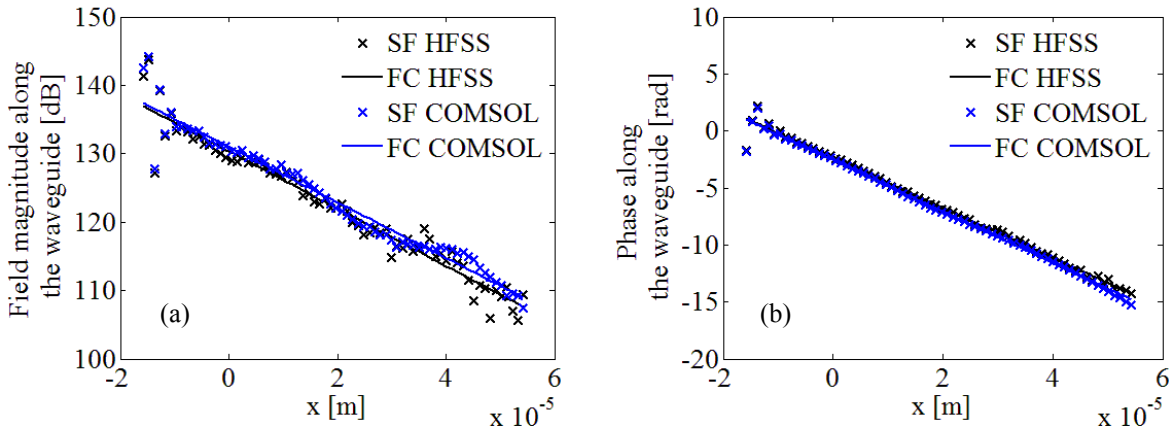 150
140
130
120
110
100
Field magnitude along
the waveguide [dB]
SF HFSS
FC HFSS
SF COMSOL
FC COMSOL
(a)
-2
0
2
4
6
x [m]
x 10^-5
10
5
0
-5
-10
-15
-20
Phase along
the waveguide [rad]
SF HFSS
FC HFSS
SF COMSOL
FC COMSOL
(b)
-2
0
2
4
6
x [m]
x 10^-5